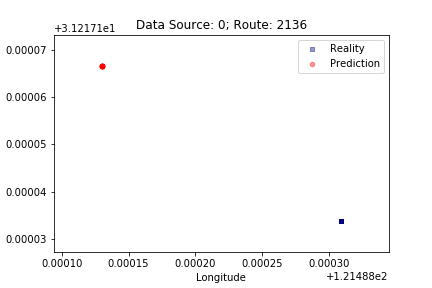 Data Source: 0; Route: 2136
+3.12171e1
Reality
Prediction
0.00007
0.00006
0.00005
0.00004
0.00003
0.00010
0.00015
0.00020
0.00025
0.00030
Longitude
+1.21488e2